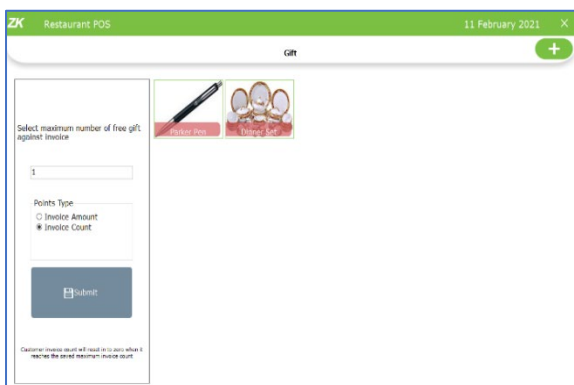 ZK Restaurant POS 11 February 2021 X
Gift
+
Select maximum number of free gift
against invoice
1
Points Type
Invoice Amount
Invoice Count
Submit
Customer invoice count will reset in to zero when it
reaches the saved maximum invoice count
Parker Pen
Dinner Set